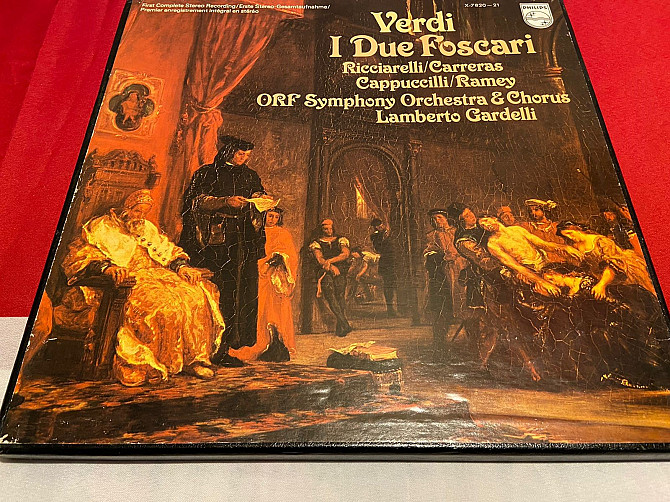 First Complete Stereo Recording/Erste Stereo-Gesamtaufnahme/
Premier enregistrement intégral en stéréo
X-7820-21
PHILIPS
Verdi
I Due Foscari
Ricciarelli/Carreras
Cappuccilli/Ramey
ORF Symphony Orchestra & Chorus
Lamberto Gardelli